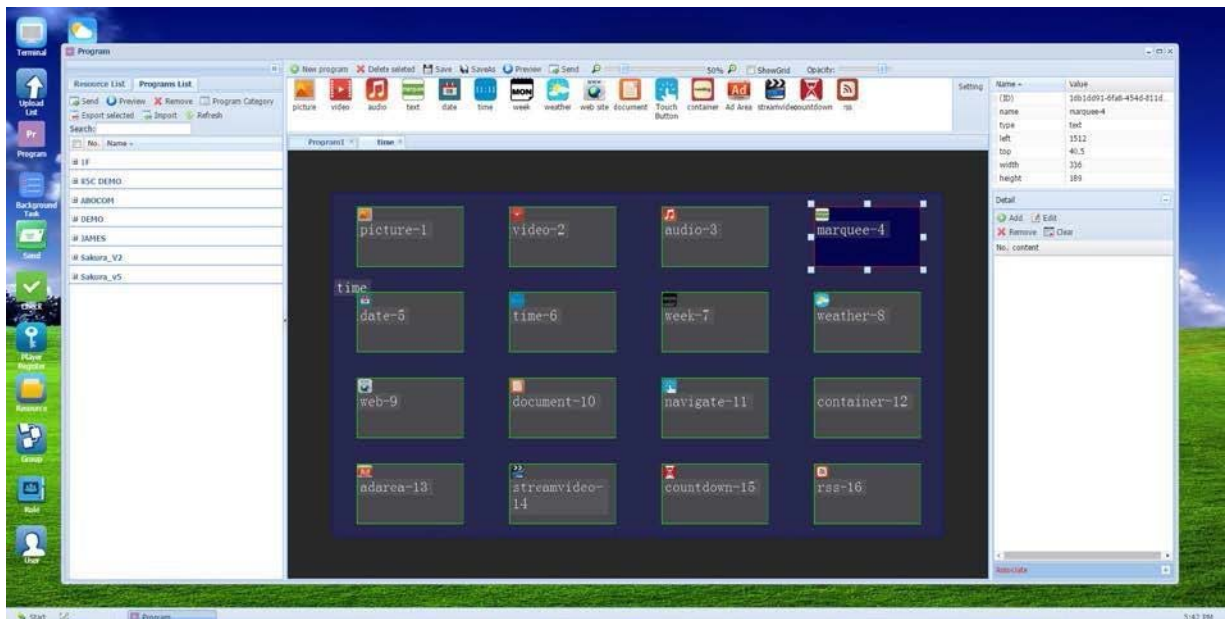 Terminal
Program
Resource List Programs List
Send Preview Remove Program Category
Export selected Import Refresh
Search:
No. Name
1F
RSC DEMO
ABOCOM
DEMO
JAMES
Sakura_V2
Sakura_v5
Upload List
Program
Background Task
Send
Check
Player Register
Resource
Group
Role
User
New program Delete seleted Save SaveAs Preview Send 50% ShowGrid Opacity:
MON
Ad
picture video audio text date time week weather web site document Touch Button container Ad Area streamvideo countdown rss
Setting
Program1 time
picture-1 video-2 audio-3 marquee-4
time
date-5 time-6 week-7 weather-8
web-9 document-10 navigate-11 container-12
adarea-13 streamvideo-14 countdown-15 rss-16
Name Value
(ID)
name marquee-4
type text
left 1512
top 40.5
width 336
height 189
Detail
Add Edit
Remove Clear
No. content
Associate
Start
Program
5:42 PM